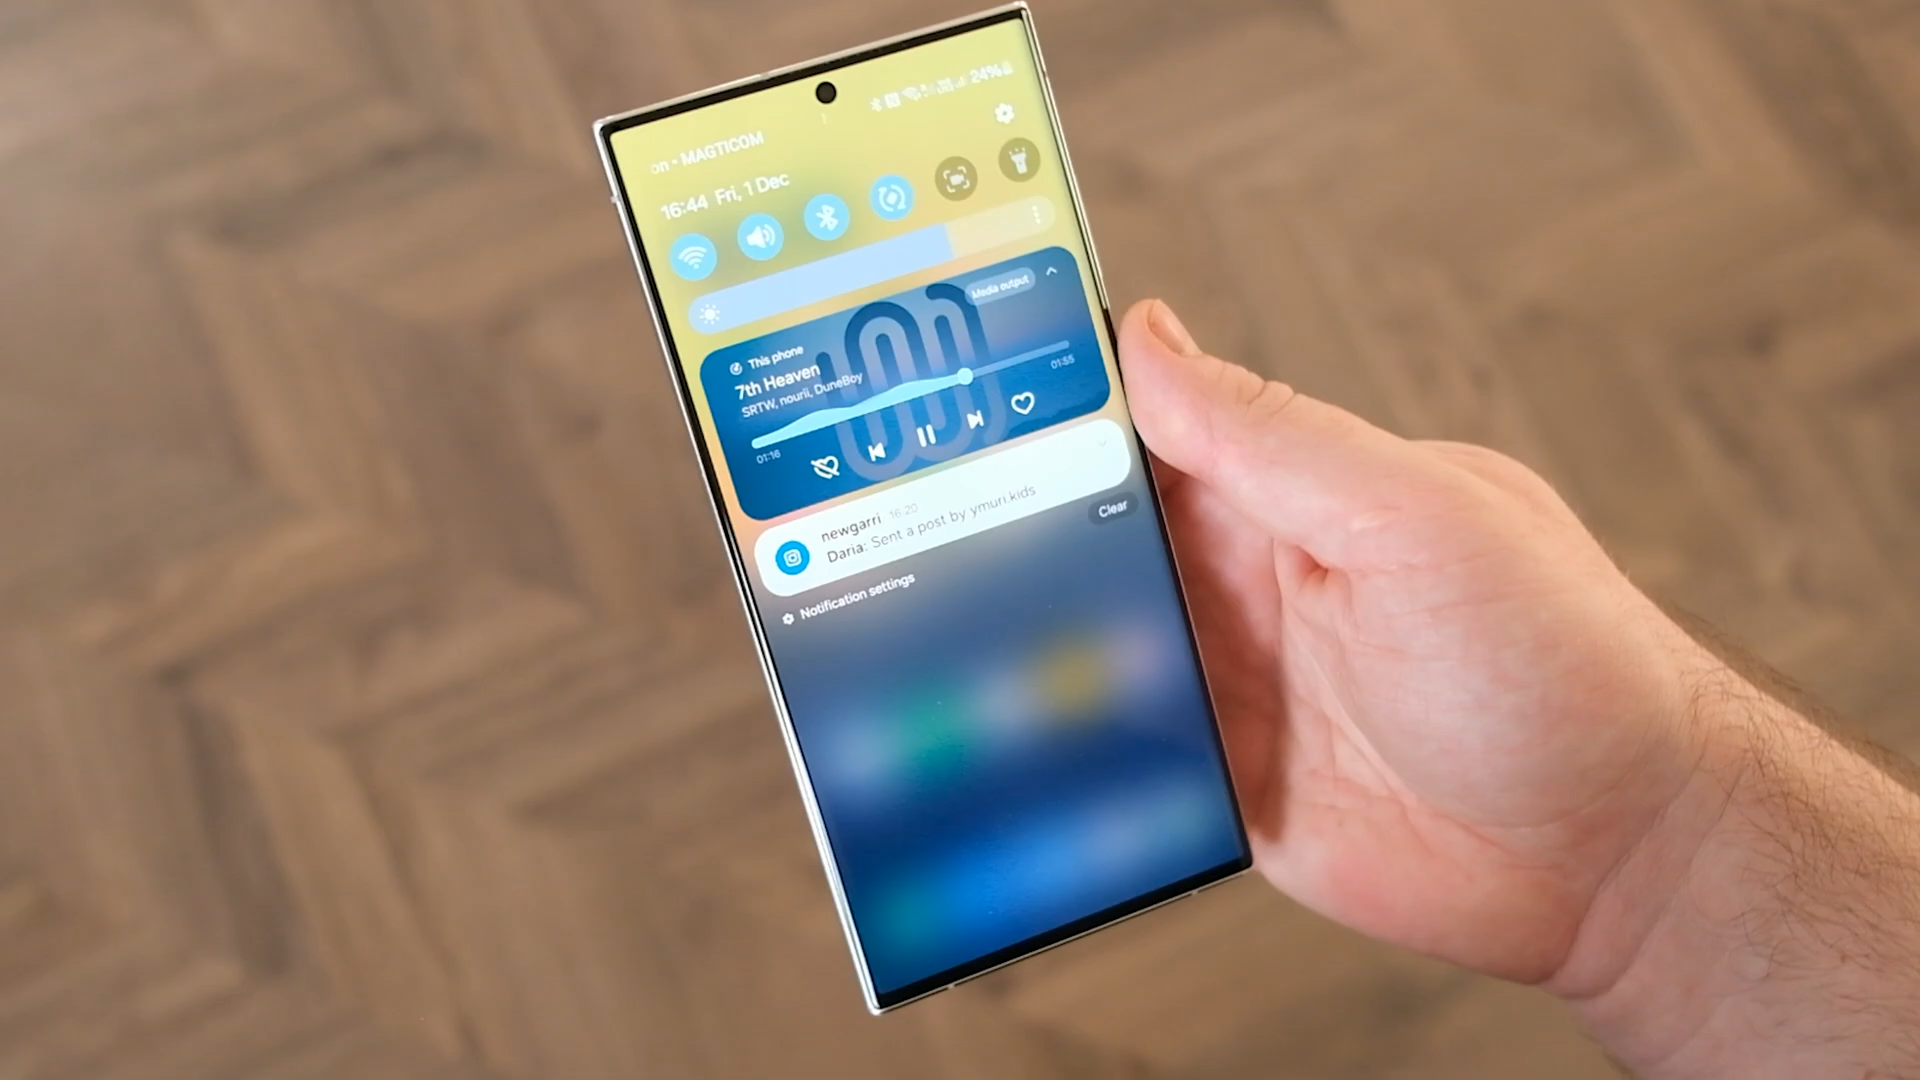 24%
on • MAGTICOM
16:44 Fri, 1 Dec
Media output
This phone
7th Heaven
SRTW, nourii, DuneBoy
01:16
01:55
newgarri 16:20
Daria: Sent a post by ymuri.kids
Clear
Notification settings